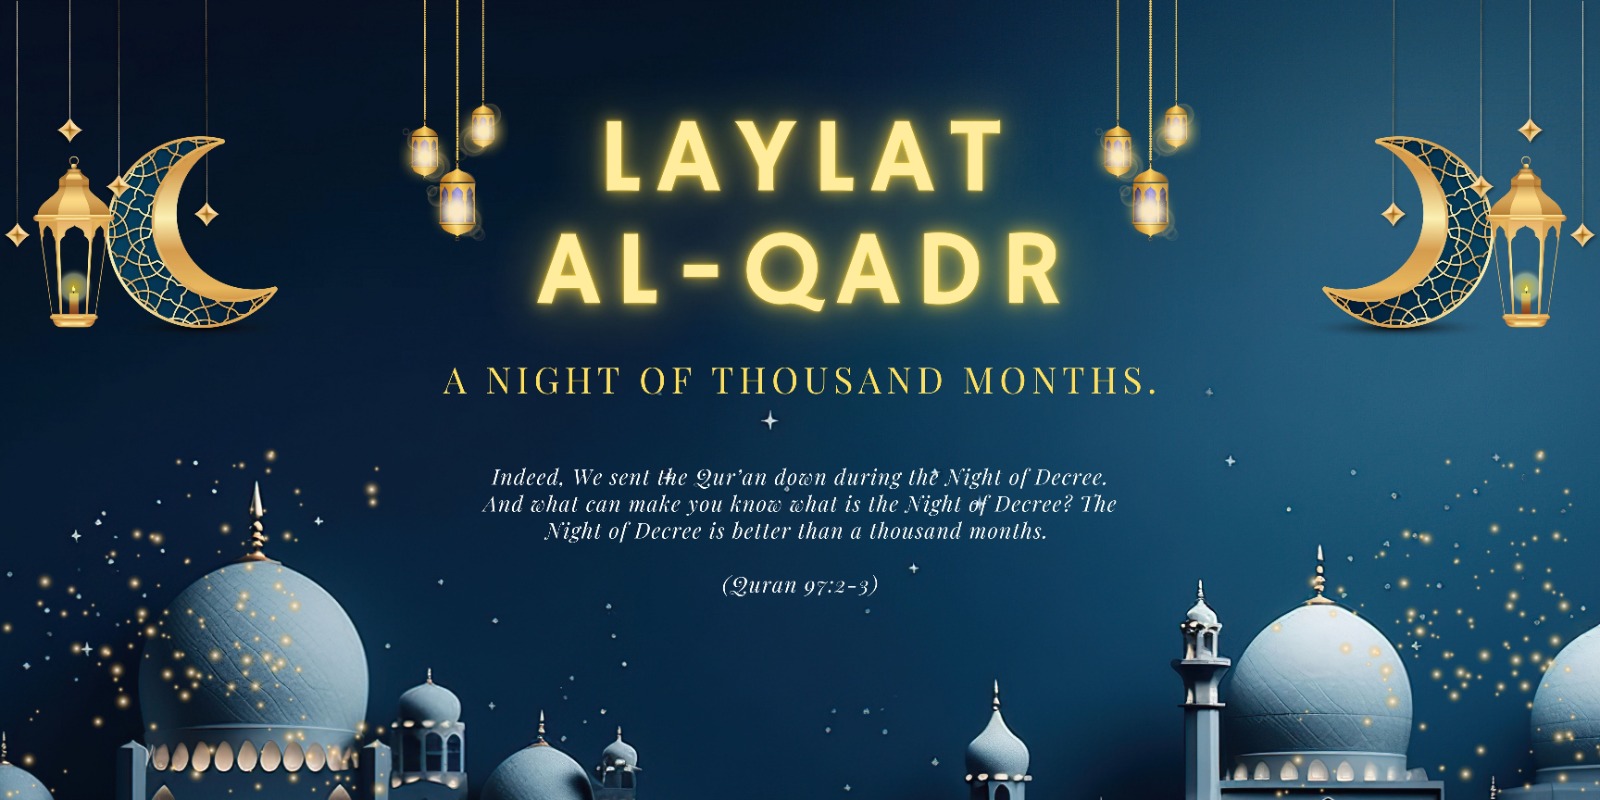 LAYLAT
AL-QADR
A NIGHT OF THOUSAND MONTHS.
Indeed, We sent the Qur’an down during the Night of Decree.
And what can make you know what is the Night of Decree? The
Night of Decree is better than a thousand months.
(Quran 97:2-3)